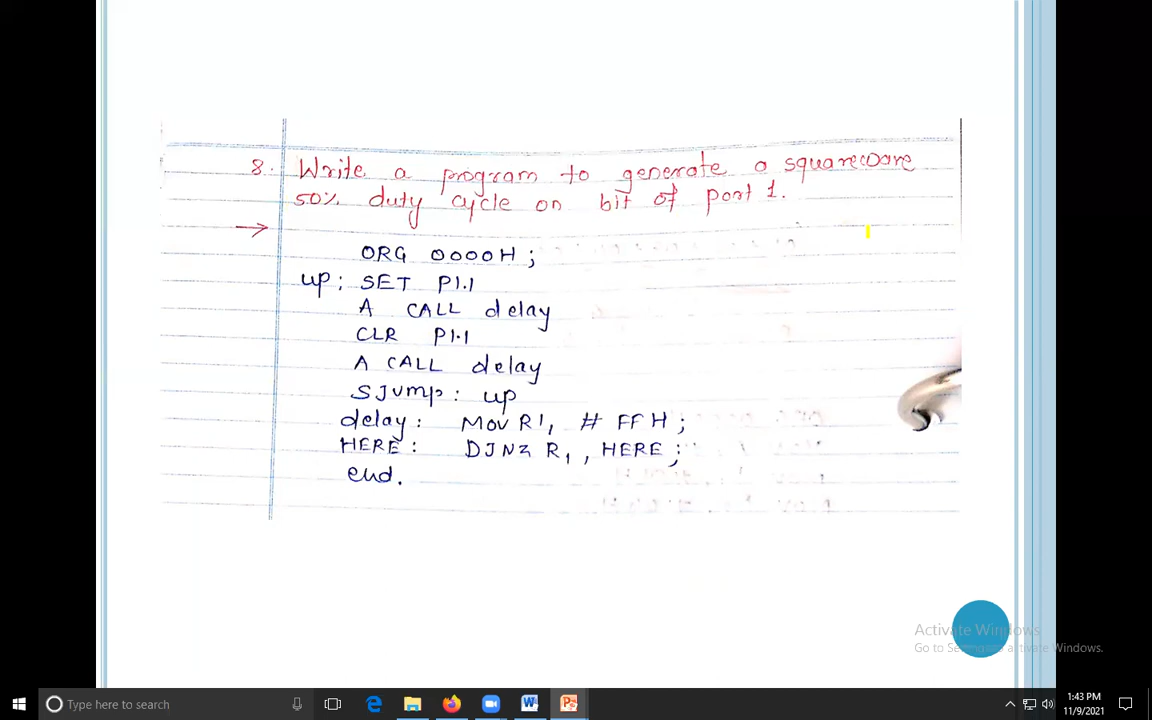 8. Write a program to generate a squareware
50% duty cycle on bit of port 1.
→
ORG 0000H ;
up: SET P1.1
A CALL delay
CLR P1.1
A CALL delay
SJump: up
delay: Mov R1, # FFH ;
HERE: DJNZ R1, HERE ;
end.
Activate Windows
Go to Settings to activate Windows.
Type here to search
1:43 PM
11/9/2021